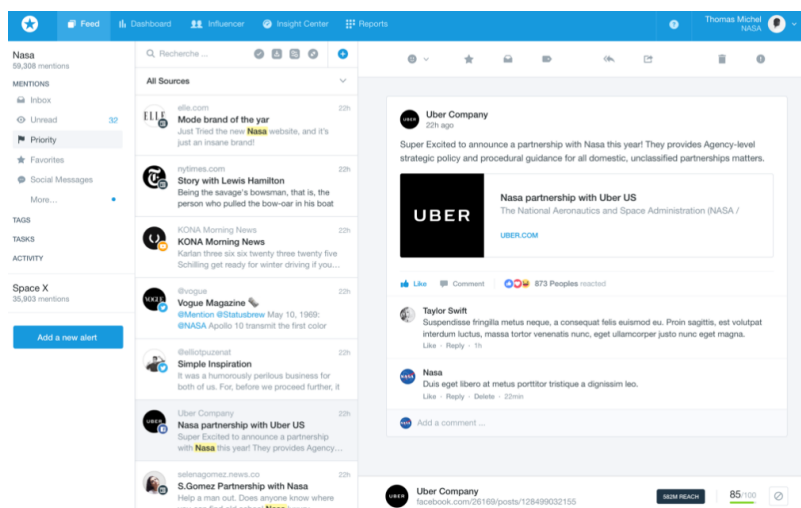 Feed
Dashboard
Influencer
Insight Center
Reports
?
Thomas Michel
NASA
Nasa
59,308 mentions
MENTIONS
Inbox
Unread 32
Priority
Favorites
Social Messages
More...
TAGS
TASKS
ACTIVITY
Space X
35,903 mentions
Add a new alert
Recherche ...
All Sources
ELLE
elle.com 22h
Mode brand of the yar
Just Tried the new Nasa website, and it's
just an insane brand!
nytimes.com 22h
Story with Lewis Hamilton
Being the savage's bowsman, that is, the
person who pulled the bow-oar in his boat
KONA Morning News 22h
KONA Morning News
Karlan three six six twenty three twenty five
Schilling get ready for winter driving if you...
VOGUE
@vogue 22h
Vogue Magazine
@Mention @Statusbrew May 10, 1969:
@NASA Apollo 10 transmit the first color
@elliotpuzenat 22h
Simple Inspiration
It was a humorously perilous business for
both of us. For, before we proceed further, it
UBER
Uber Company 22h
Nasa partnership with Uber US
Super Excited to announce a partnership
with Nasa this year! They provides Agency...
selenagomez.news.co 22h
S.Gomez Partnership with Nasa
Help a man out. Does anyone know where
UBER
Uber Company
22h ago
Super Excited to announce a partnership with Nasa this year! They provides Agency-level
strategic policy and procedural guidance for all domestic, unclassified partnerships matters.
UBER
Nasa partnership with Uber US
The National Aeronautics and Space Administration (NASA /
UBER.COM
Like
Comment
873 Peoples reacted
Taylor Swift
Suspendisse fringilla metus neque, a consequat felis euismod eu. Proin sagittis, est volutpat
interdum luctus, massa tortor venenatis nunc, eget ullamcorper justo nunc eget magna.
Like · Reply · 1h
NASA
Nasa
Duis eget libero at metus porttitor tristique a dignissim leo.
Like · Reply · Delete · 22min
Add a comment ...
UBER
Uber Company
facebook.com/26169/posts/128499032155
582M REACH
85/100